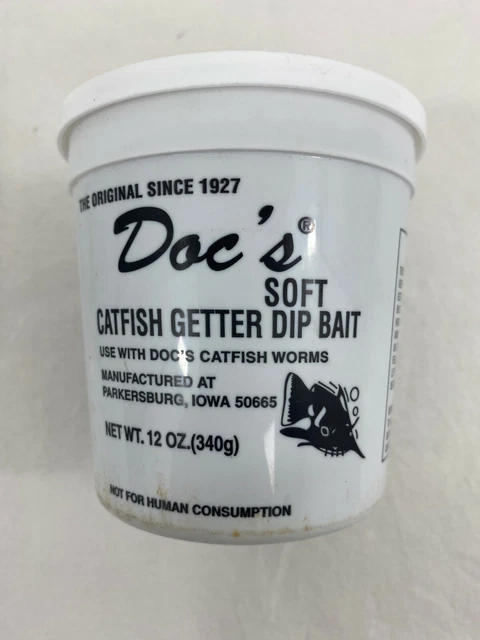 THE ORIGINAL SINCE 1927
Doc's®
SOFT
CATFISH GETTER DIP BAIT
USE WITH DOC'S CATFISH WORMS
MANUFACTURED AT
PARKERSBURG, IOWA 50665
NET WT. 12 OZ.(340g)
NOT FOR HUMAN CONSUMPTION